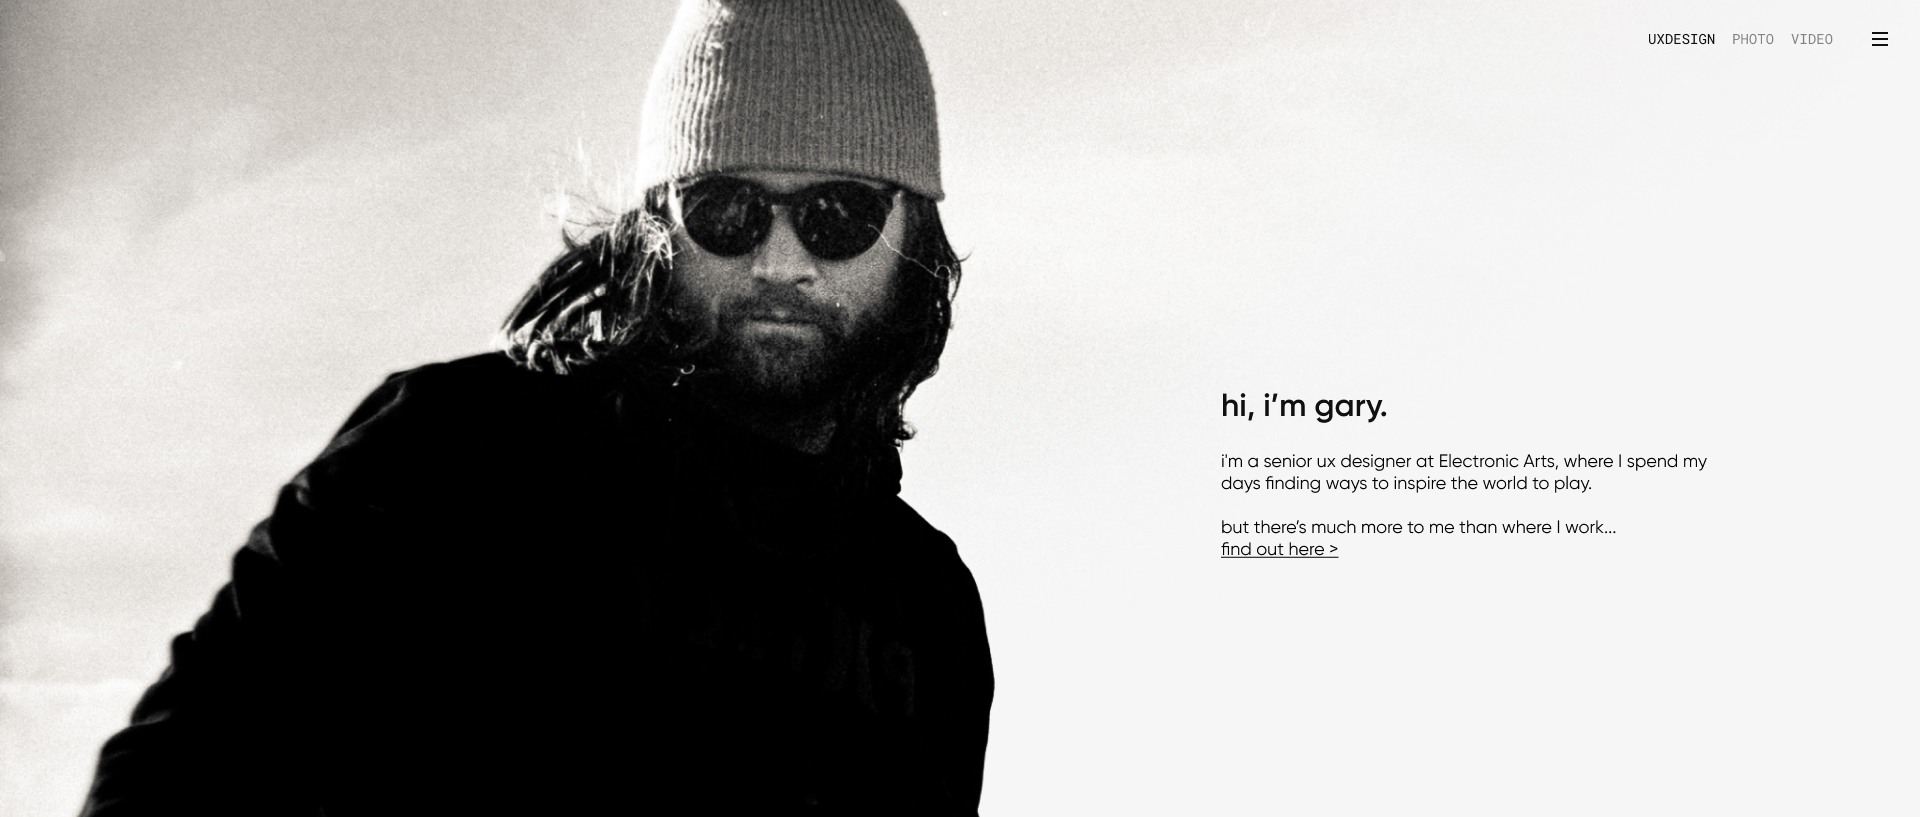 UXDESIGN PHOTO VIDEO
hi, i’m gary.
i'm a senior ux designer at Electronic Arts, where I spend my
days finding ways to inspire the world to play.
but there’s much more to me than where I work...
find out here >